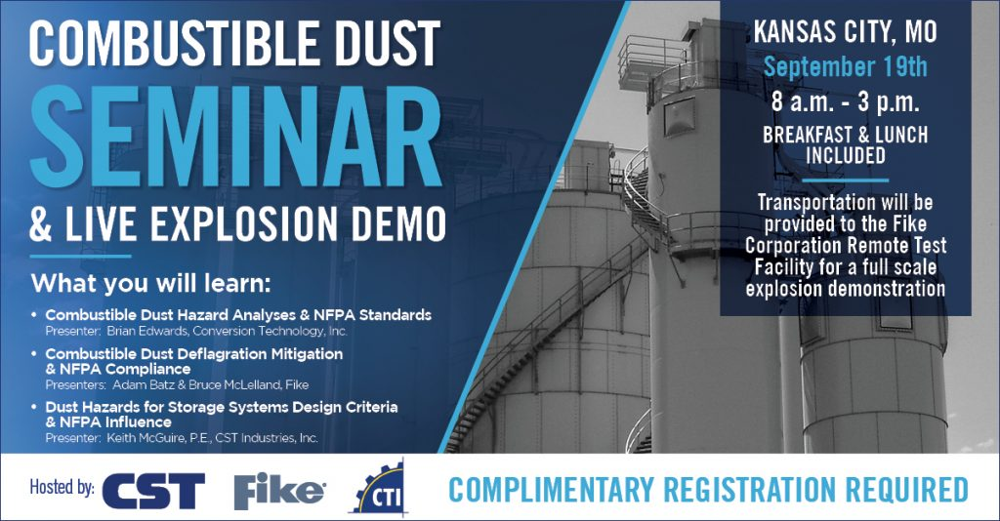 COMBUSTIBLE DUST
SEMINAR
& LIVE EXPLOSION DEMO
What you will learn:
• Combustible Dust Hazard Analyses & NFPA Standards
Presenter: Brian Edwards, Conversion Technology, Inc.
• Combustible Dust Deflagration Mitigation
& NFPA Compliance
Presenters: Adam Batz & Bruce McLelland, Fike
• Dust Hazards for Storage Systems Design Criteria
& NFPA Influence
Presenter: Keith McGuire, P.E., CST Industries, Inc.
KANSAS CITY, MO
September 19th
8 a.m. - 3 p.m.
BREAKFAST & LUNCH
INCLUDED
Transportation will be
provided to the Fike
Corporation Remote Test
Facility for a full scale
explosion demonstration
Hosted by: CST Fike® CTI
COMPLIMENTARY REGISTRATION REQUIRED